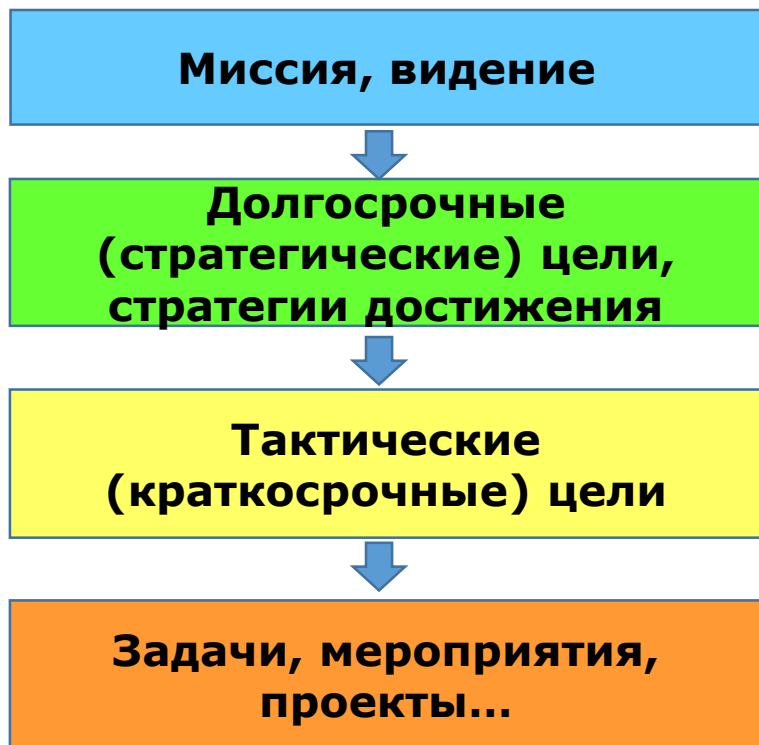 Миссия, видение
Долгосрочные
(стратегические) цели,
стратегии достижения
Тактические
(краткосрочные) цели
Задачи, мероприятия,
проекты…